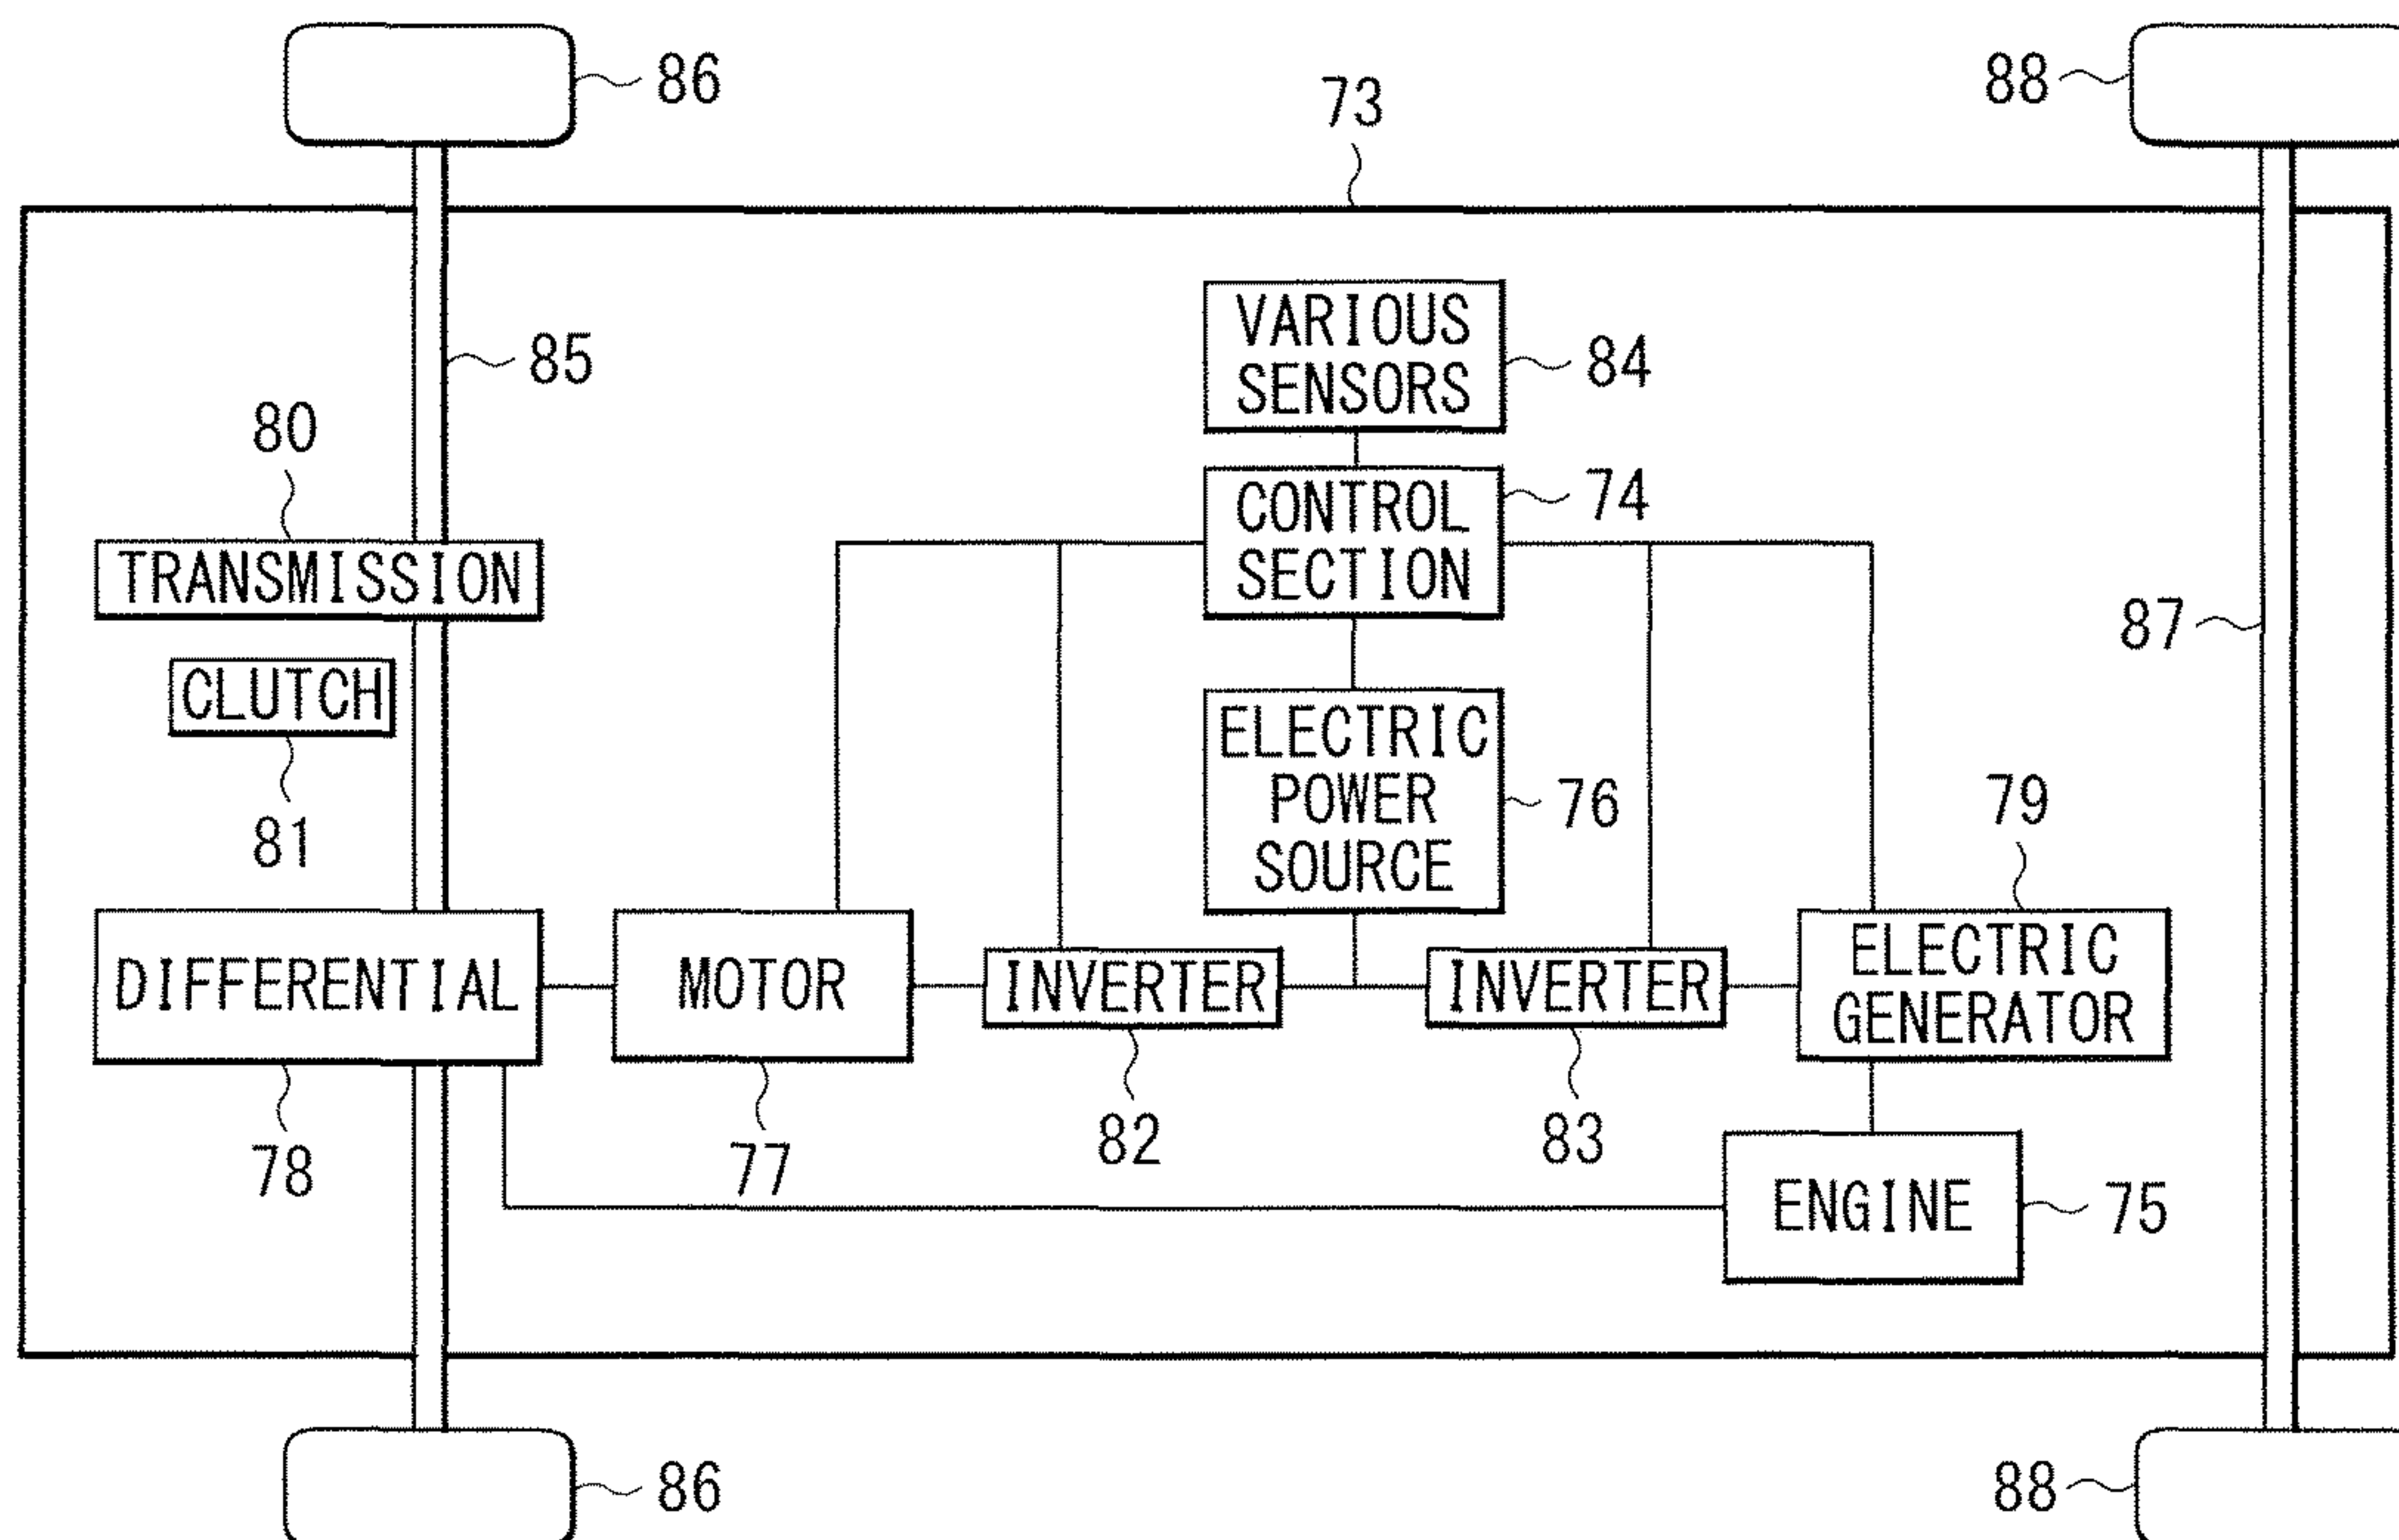 86
88
73
VARIOUS
SENSORS
84
85
80
CONTROL
SECTION
74
TRANSMISSION
87
CLUTCH
81
ELECTRIC
POWER
SOURCE
76
79
DIFFERENTIAL
MOTOR
INVERTER
INVERTER
ELECTRIC
GENERATOR
78
77
82
83
ENGINE
75
86
88